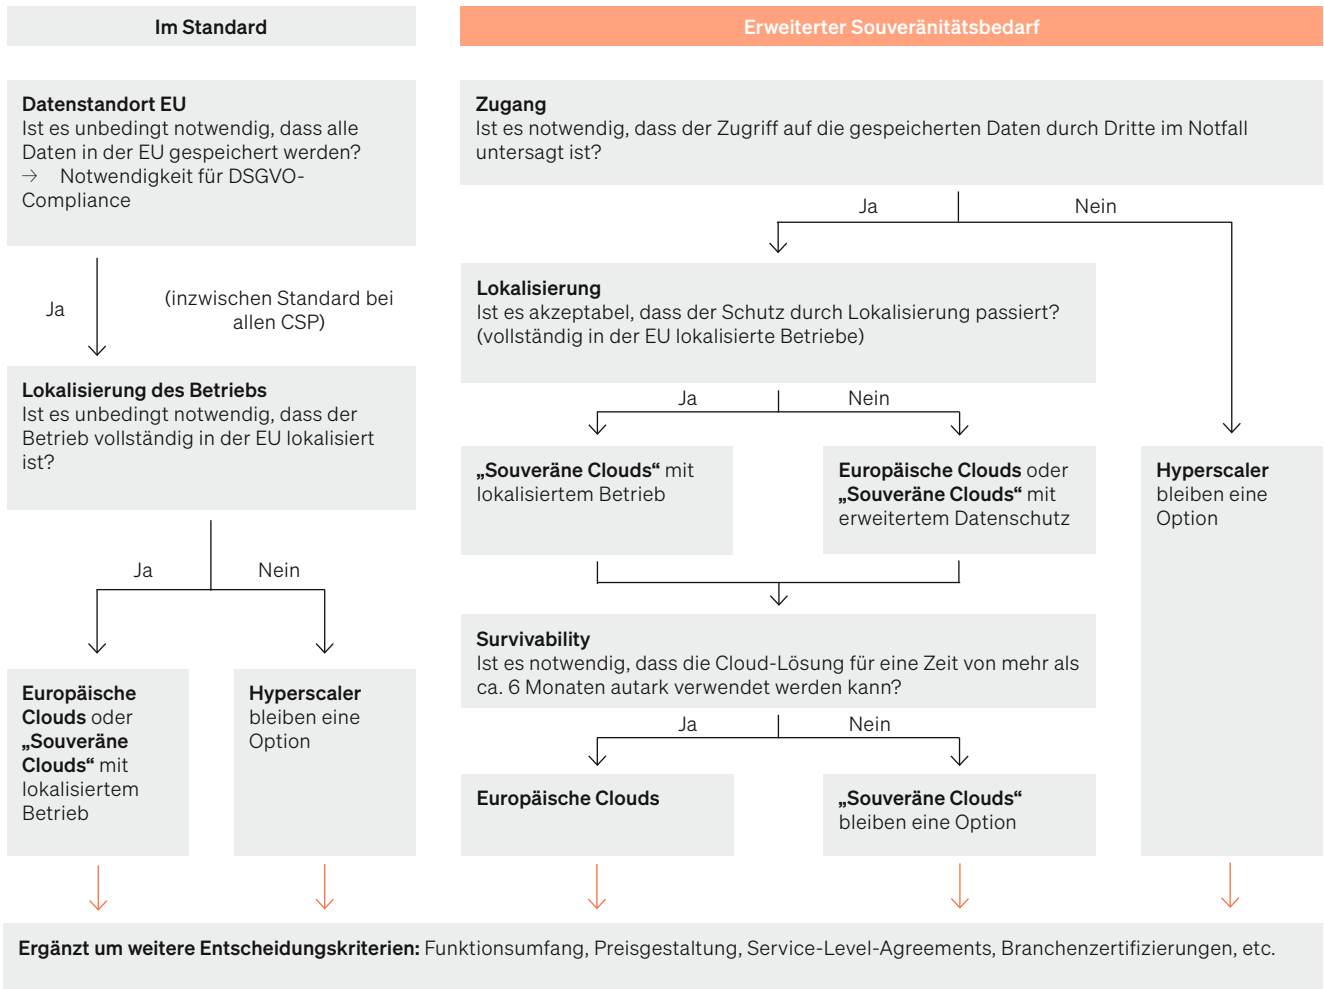 Im Standard
Datenstandort EU
Ist es unbedingt notwendig, dass alle
Daten in der EU gespeichert werden?
→ Notwendigkeit für DSGVO-
Compliance
Ja
(inzwischen Standard bei
allen CSP)
Lokalisierung des Betriebs
Ist es unbedingt notwendig, dass der
Betrieb vollständig in der EU lokalisiert
ist?
Ja
Nein
Europäische
Clouds oder
„Souveräne
Clouds“ mit
lokalisiertem
Betrieb
Hyperscaler
bleiben eine
Option
Erweiterter Souveränitätsbedarf
Zugang
Ist es notwendig, dass der Zugriff auf die gespeicherten Daten durch Dritte im Notfall
untersagt ist?
Ja
Nein
Lokalisierung
Ist es akzeptabel, dass der Schutz durch Lokalisierung passiert?
(vollständig in der EU lokalisierte Betriebe)
Ja
Nein
„Souveräne Clouds“ mit
lokalisiertem Betrieb
Europäische Clouds oder
„Souveräne Clouds“ mit
erweitertem Datenschutz
Hyperscaler
bleiben eine
Option
Survivability
Ist es notwendig, dass die Cloud-Lösung für eine Zeit von mehr als
ca. 6 Monaten autark verwendet werden kann?
Ja
Nein
Europäische Clouds
„Souveräne Clouds“
bleiben eine Option
Ergänzt um weitere Entscheidungskriterien: Funktionsumfang, Preisgestaltung, Service-Level-Agreements, Branchenzertifizierungen, etc.